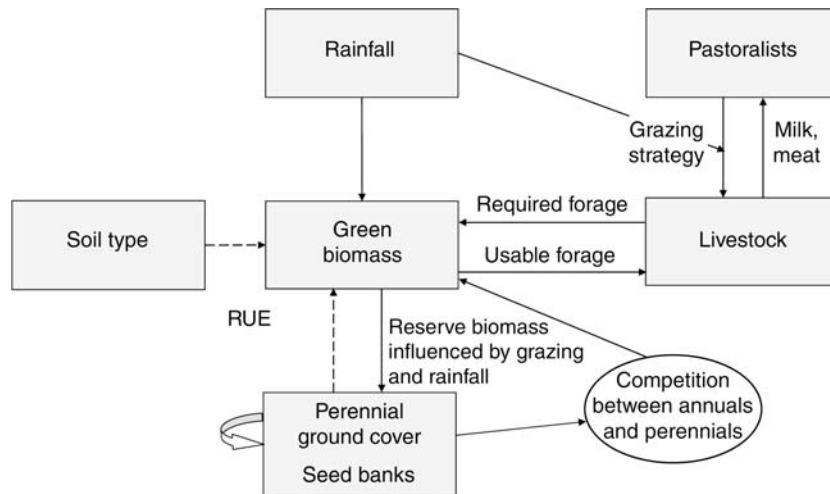 Rainfall
Pastoralists
Grazing
strategy
Milk,
meat
Soil type
Green
biomass
Required forage
Usable forage
Livestock
RUE
Reserve biomass
influenced by grazing
and rainfall
Perennial
ground cover
Seed banks
Competition
between annuals
and perennials